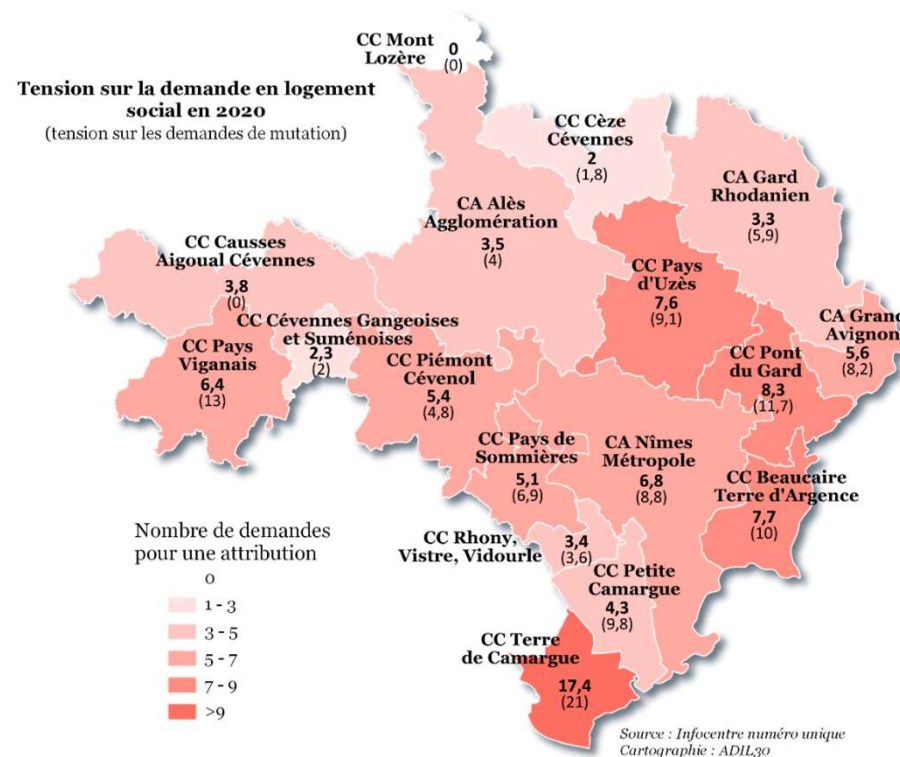 CC Mont
Lozère
0
(0)
Tension sur la demande en logement
social en 2020
(tension sur les demandes de mutation)
CC Cèze
Cévennes
2
(1,8)
CA Gard
Rhodanien
3,3
(5,9)
CA Alès
Agglomération
3,5
(4)
CC Causses
Aigoual Cévennes
3,8
(0)
CC Pays
d'Uzès
7,6
(9,1)
CA Grand
Avignon
5,6
(8,2)
CC Cévennes Gangeoises
et Suménoises
2,3
(2)
CC Pays
Viganais
6,4
(13)
CC Piémont
Cévenol
5,4
(4,8)
CC Pont
du Gard
8,3
(11,7)
CC Pays de
Sommières
5,1
(6,9)
CA Nîmes
Métropole
6,8
(8,8)
CC Beaucaire
Terre d'Argence
7,7
(10)
CC Rhony,
Vistre, Vidourle
3,4
(3,6)
CC Petite
Camargue
4,3
(9,8)
CC Terre
de Camargue
17,4
(21)
Nombre de demandes
pour une attribution
0
1 - 3
3 - 5
5 - 7
7 - 9
>9
Source : Infocentre numéro unique
Cartographie : ADIL30